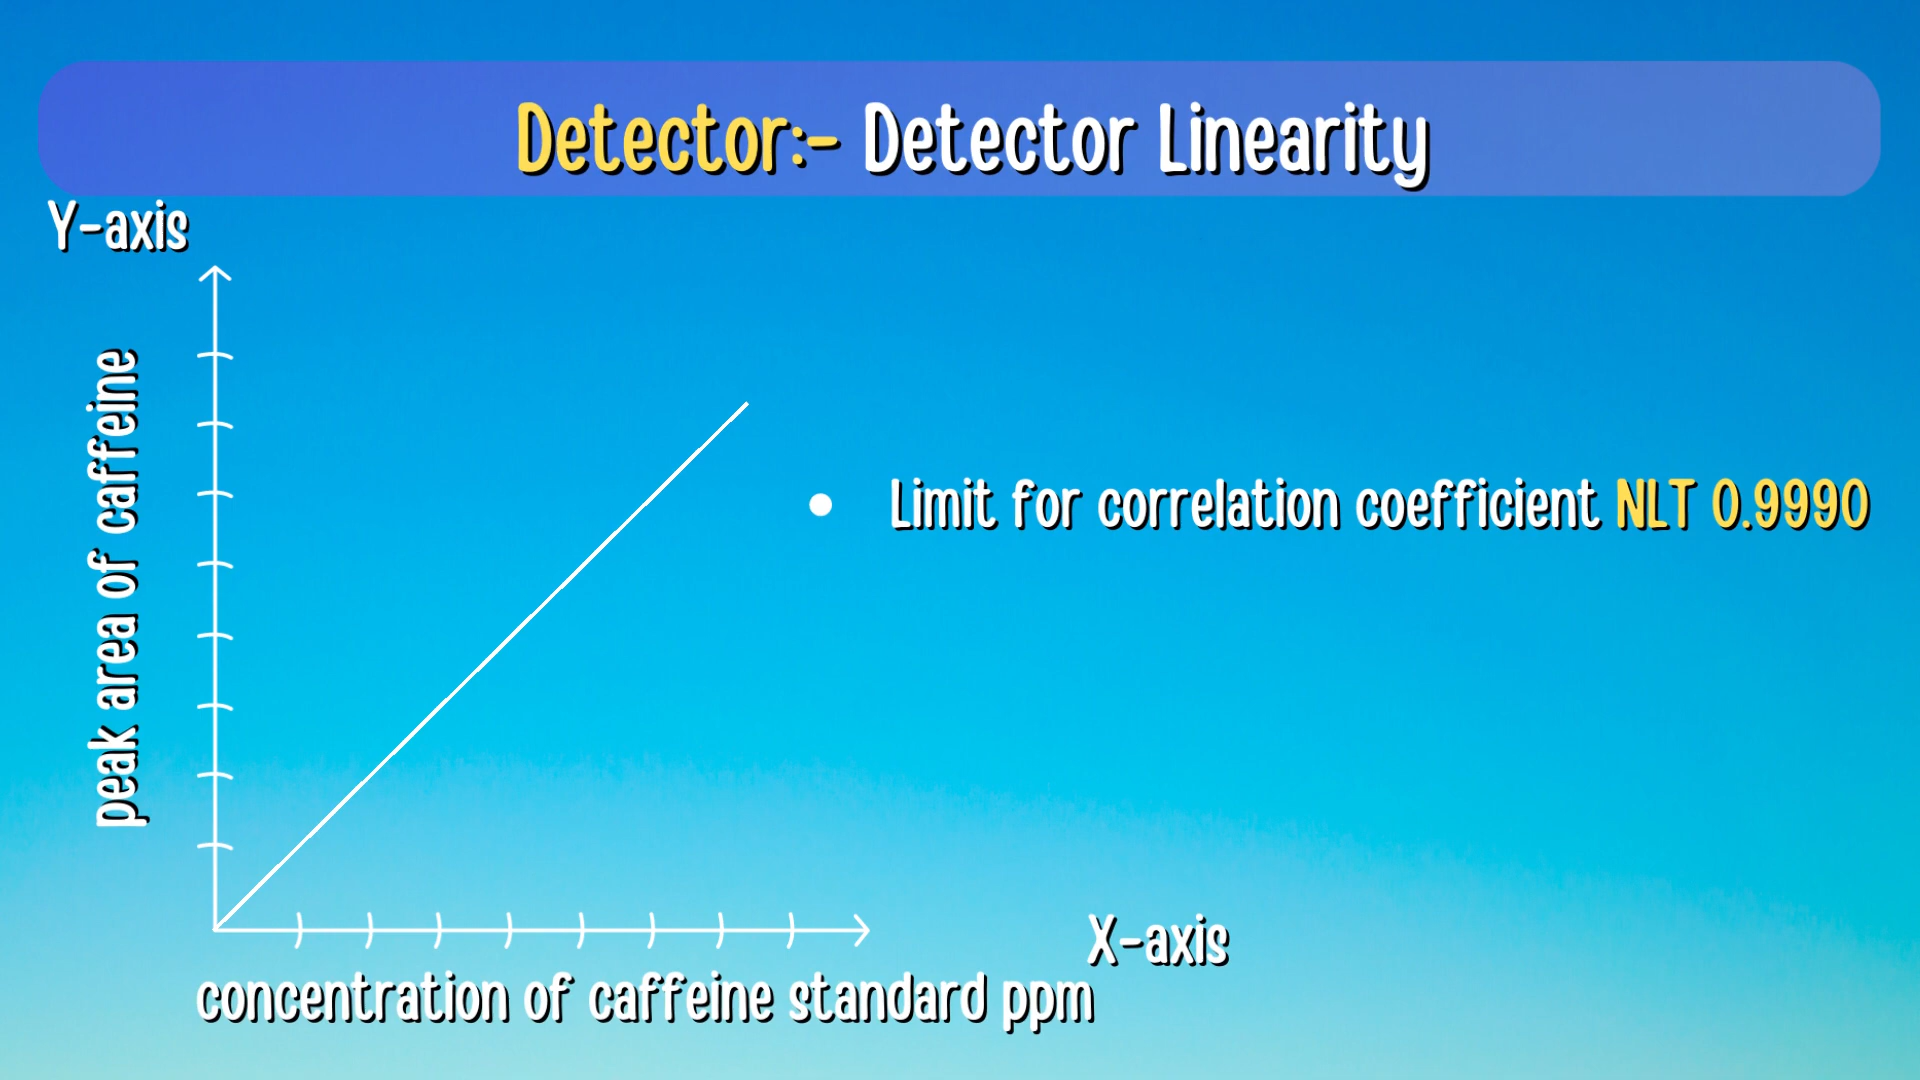 Detector:- Detector Linearity
Y-axis
peak area of caffeine
Limit for correlation coefficient NLT 0.9990
X-axis
concentration of caffeine standard ppm